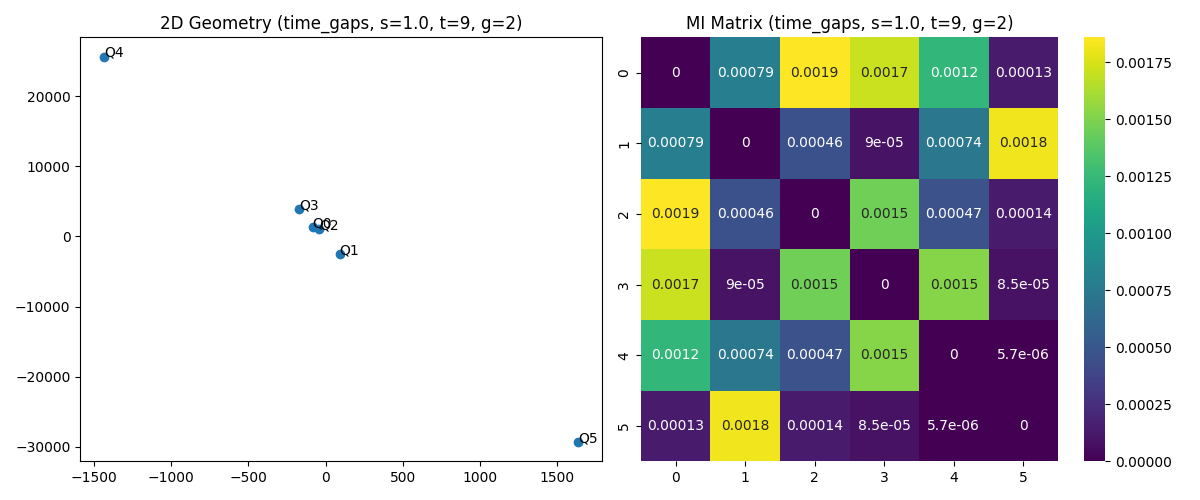 2D Geometry (time_gaps, s=1.0, t=9, g=2)
Q4
Q3
Q0
Q2
Q1
Q5
20000
10000
0
−10000
−20000
−30000
−1500 −1000 −500 0 500 1000 1500
MI Matrix (time_gaps, s=1.0, t=9, g=2)
0 0 0.00079 0.0019 0.0017 0.0012 0.00013
1 0.00079 0 0.00046 9e-05 0.00074 0.0018
2 0.0019 0.00046 0 0.0015 0.00047 0.00014
3 0.0017 9e-05 0.0015 0 0.0015 8.5e-05
4 0.0012 0.00074 0.00047 0.0015 0 5.7e-06
5 0.00013 0.0018 0.00014 8.5e-05 5.7e-06 0
0 1 2 3 4 5
0.00175
0.00150
0.00125
0.00100
0.00075
0.00050
0.00025
0.00000